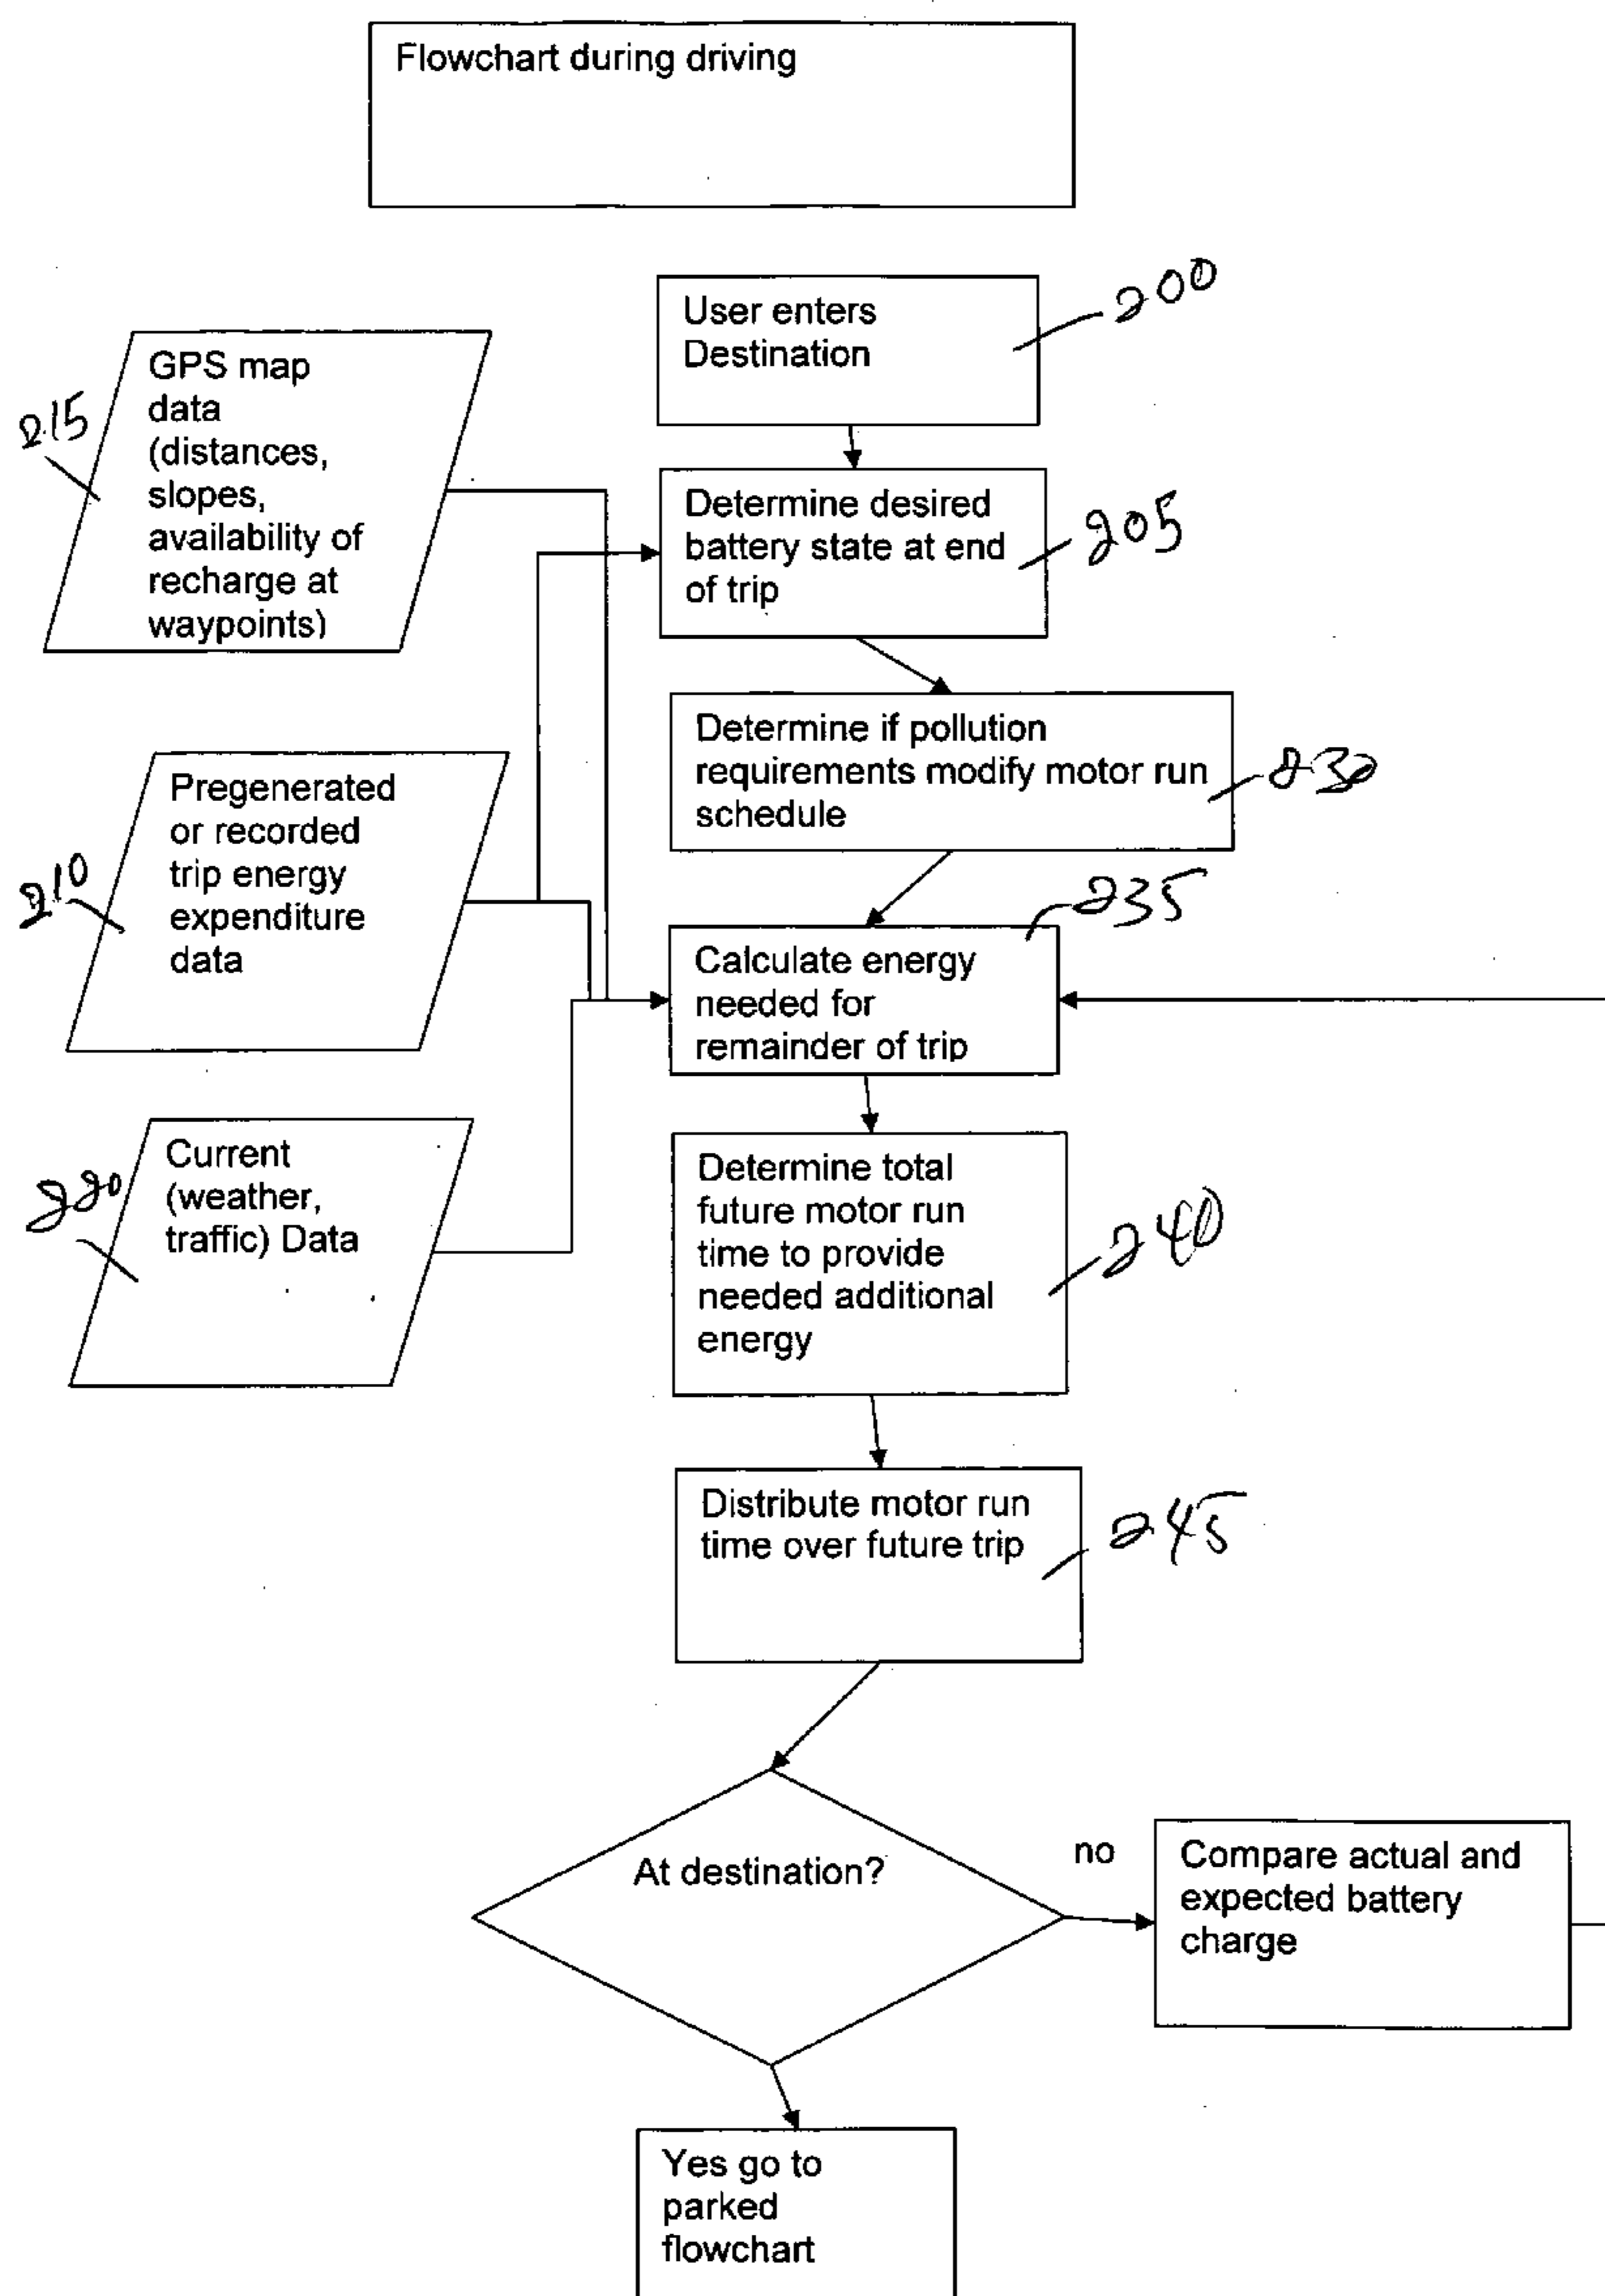 Flowchart during driving
User enters
Destination
200
GPS map
data
(distances,
slopes,
availability of
recharge at
waypoints)
215
Determine desired
battery state at end
of trip
205
Determine if pollution
requirements modify motor run
schedule
230
Pregenerated
or recorded
trip energy
expenditure
data
210
Calculate energy
needed for
remainder of trip
235
Current
(weather,
traffic) Data
220
Determine total
future motor run
time to provide
needed additional
energy
240
Distribute motor run
time over future trip
245
At destination?
no
Compare actual and
expected battery
charge
Yes go to
parked
flowchart